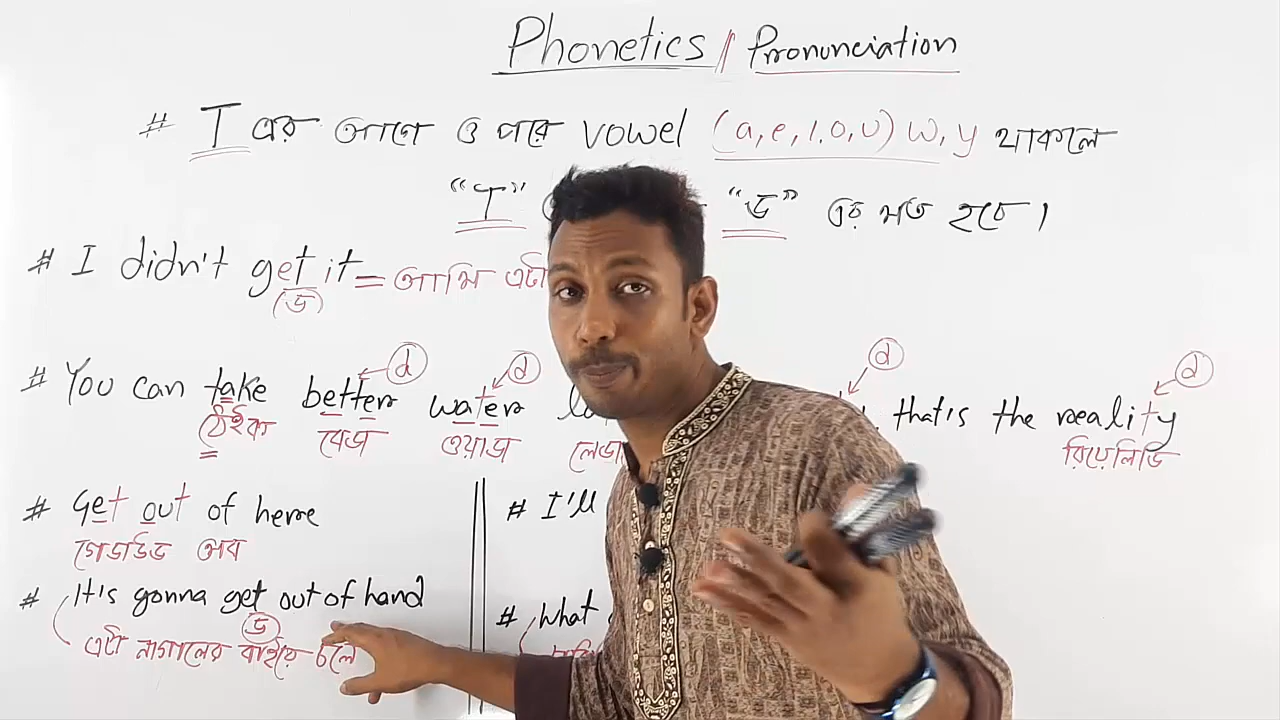 Phonetics / Pronunciation
# T এর আগে ও পরে vowel (a, e, i, o, u) w, y থাকলে
"T" "ড" এর মত হবে।
# I didn't get it = আমি এটা
(ড)
d d d d
# You can take better water that's the reality
ঠেইক বেডা ওয়াডা লেডা রিয়েলিডি
# Get out of here # I'll
গেডাউড অব
# It's gonna get out of hand # What
ড
এটা নাগালের বাইরে চলে